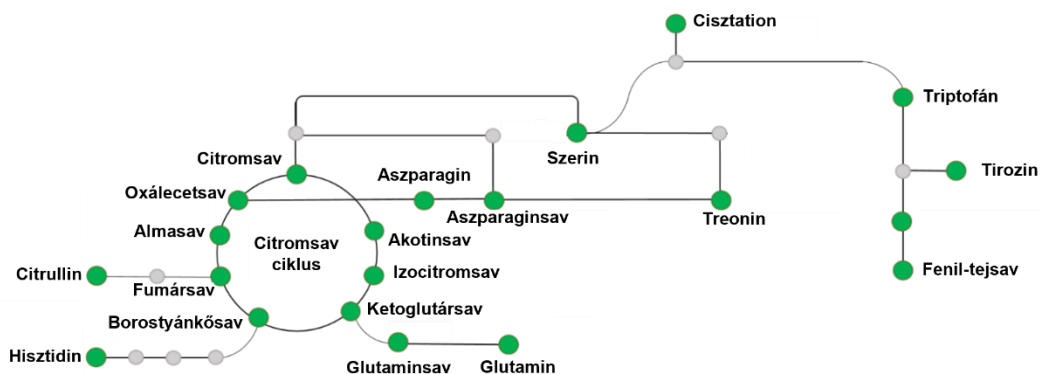 Cisztation
Triptofán
Szerin
Citromsav
Aszparagin
Tirozin
Oxálecetsav
Aszparaginsav
Treonin
Almasav
Citromsav
ciklus
Akotinsav
Citrullin
Fumársav
Izocitromsav
Fenil-tejsav
Borostyánkősav
Ketoglutársav
Hisztidin
Glutaminsav
Glutamin